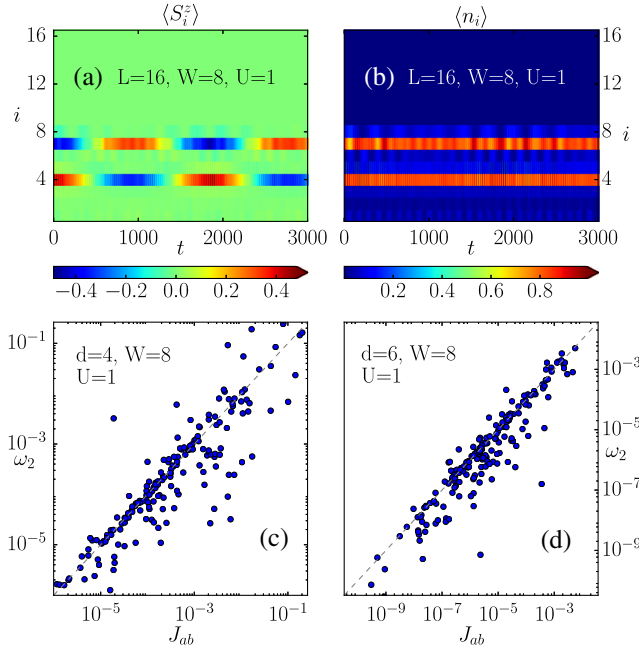 ⟨S_i^z⟩ ⟨n_i⟩
16
12
i
8
4
(a) L=16, W=8, U=1
0 1000 2000 3000
t
(b) L=16, W=8, U=1
16
12
i
8
4
0 1000 2000 3000
t
−0.4 −0.2 0.0 0.2 0.4
0.2 0.4 0.6 0.8
10^{-1}
10^{-3}
ω_2
10^{-5}
d=4, W=8
U=1
(c)
10^{-5} 10^{-3} 10^{-1}
J_{ab}
d=6, W=8
U=1
(d)
10^{-3}
10^{-5}
ω_2
10^{-7}
10^{-9}
10^{-9} 10^{-7} 10^{-5} 10^{-3}
J_{ab}